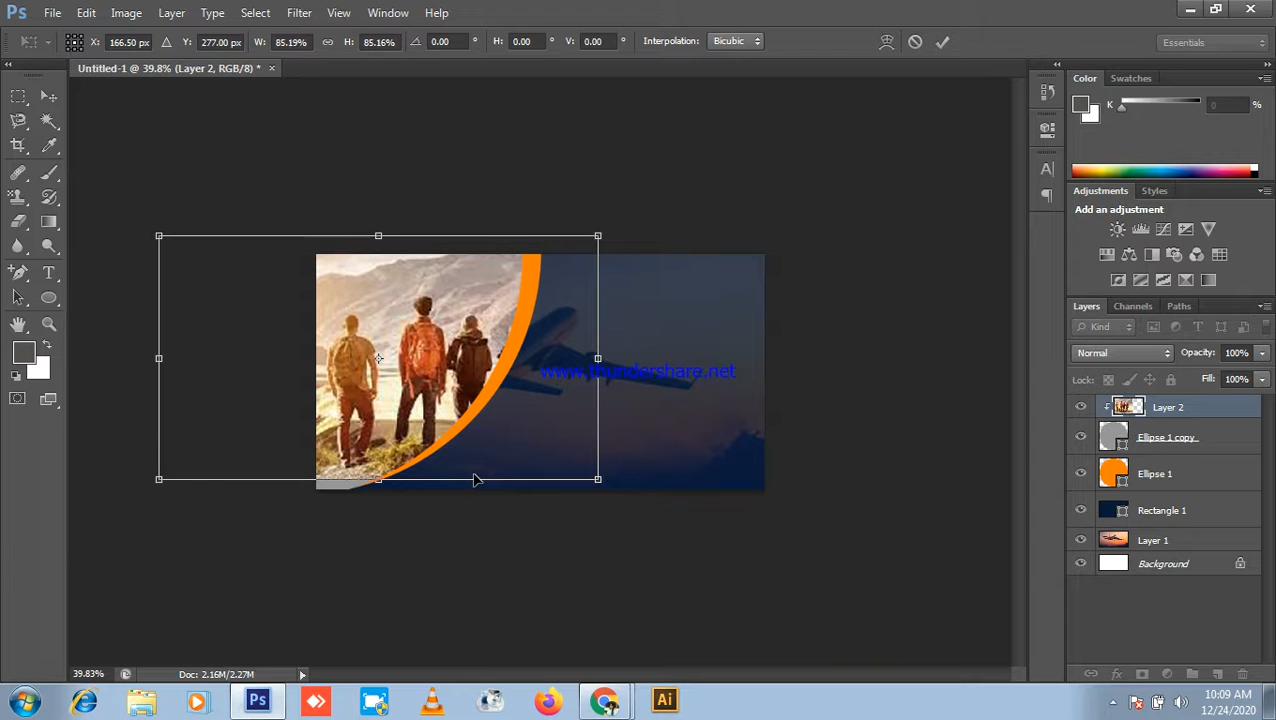 Ps File Edit Image Layer Type Select Filter View Window Help
X: 166.50 px Y: 277.00 px W: 85.19% H: 85.16% 0.00 ° H: 0.00 ° V: 0.00 ° Interpolation: Bicubic Essentials
Untitled-1 @ 39.8% (Layer 2, RGB/8) * ×
Color Swatches
K 0 %
Adjustments Styles
Add an adjustment
Layers Channels Paths
Kind
Normal Opacity: 100%
Lock: Fill: 100%
Layer 2
Ellipse 1 copy
Ellipse 1
Rectangle 1
Layer 1
Background
www.thundershare.net
39.83% Doc: 2.16M/2.27M
Ps Ai
10:09 AM
12/24/2020